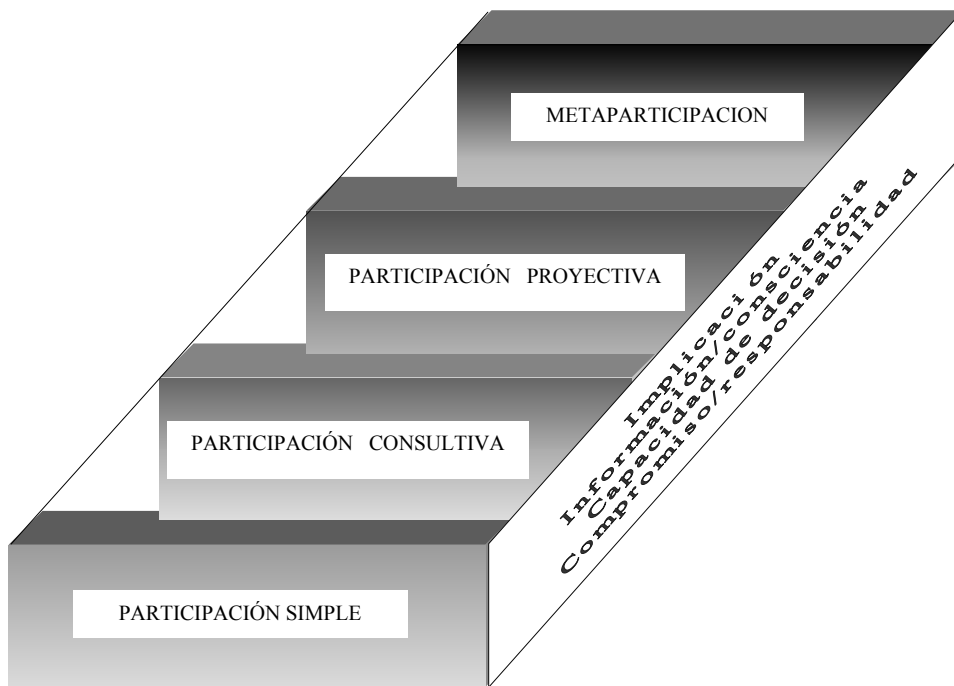 METAPARTICIPACION
PARTICIPACIÓN PROYECTIVA
PARTICIPACIÓN CONSULTIVA
PARTICIPACIÓN SIMPLE
Implicación
Información/consciencia
Capacidad de decisión
Compromiso/responsabilidad